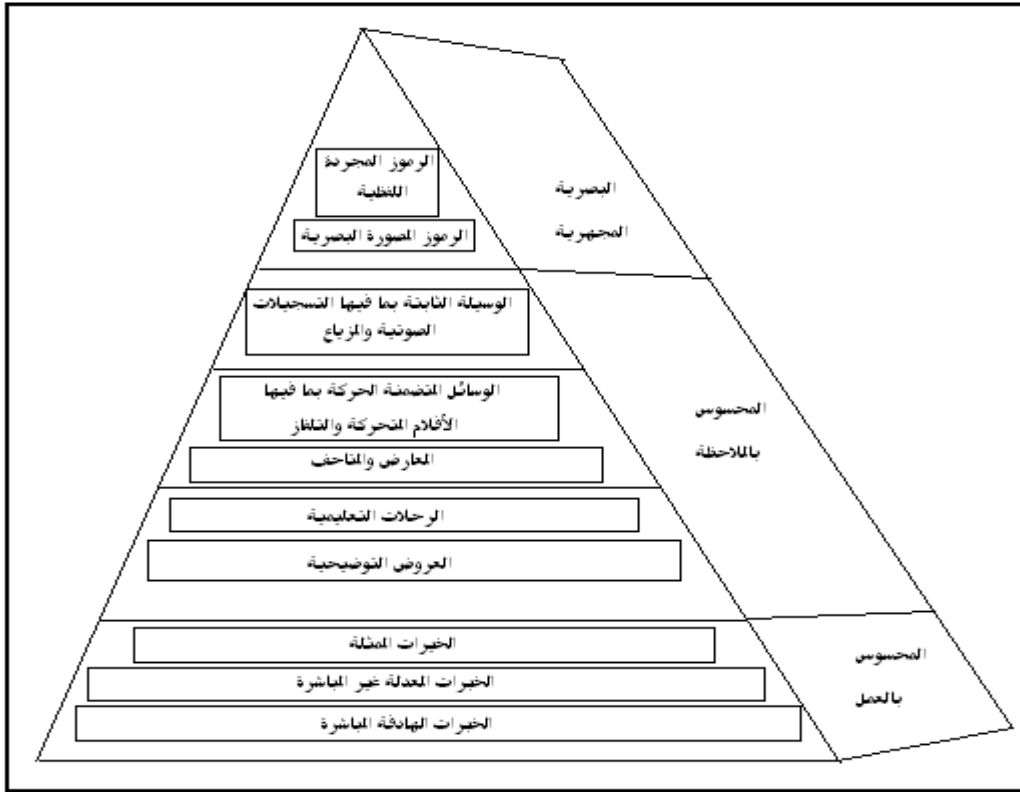 الرموز المجردة
اللفظية
الرموز المصورة البصرية
البصرية
المجهرية
الوسيلة الثابتة بما فيها التسجيلات
الصوتية والمزياع
الوسائل المتضمنة الحركة بما فيها
الأفلام المتحركة والتلفاز
المعارض والمتاحف
الرحلات التعليمية
العروض التوضيحية
المحسوس
بالملاحظة
الخبرات الممثلة
الخبرات المعدلة غير المباشرة
الخبرات الهادفة المباشرة
المحسوس
بالعمل